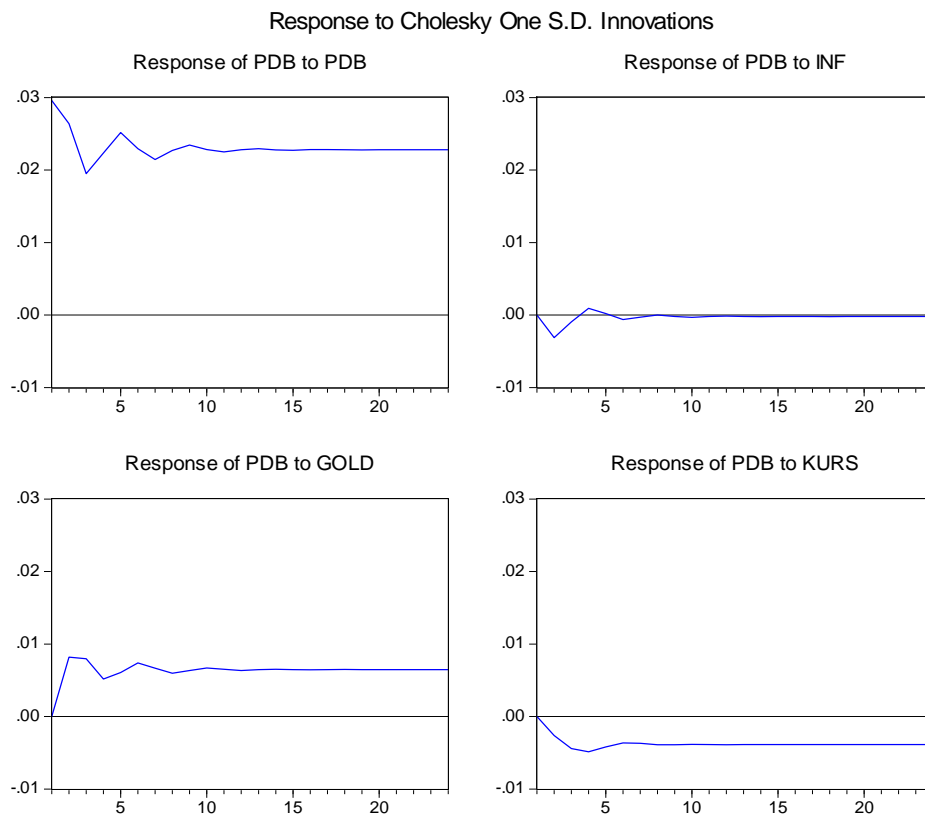 Response to Cholesky One S.D. Innovations
Response of PDB to PDB
.03
.02
.01
.00
-.01
5 10 15 20
Response of PDB to INF
.03
.02
.01
.00
-.01
5 10 15 20
Response of PDB to GOLD
.03
.02
.01
.00
-.01
5 10 15 20
Response of PDB to KURS
.03
.02
.01
.00
-.01
5 10 15 20